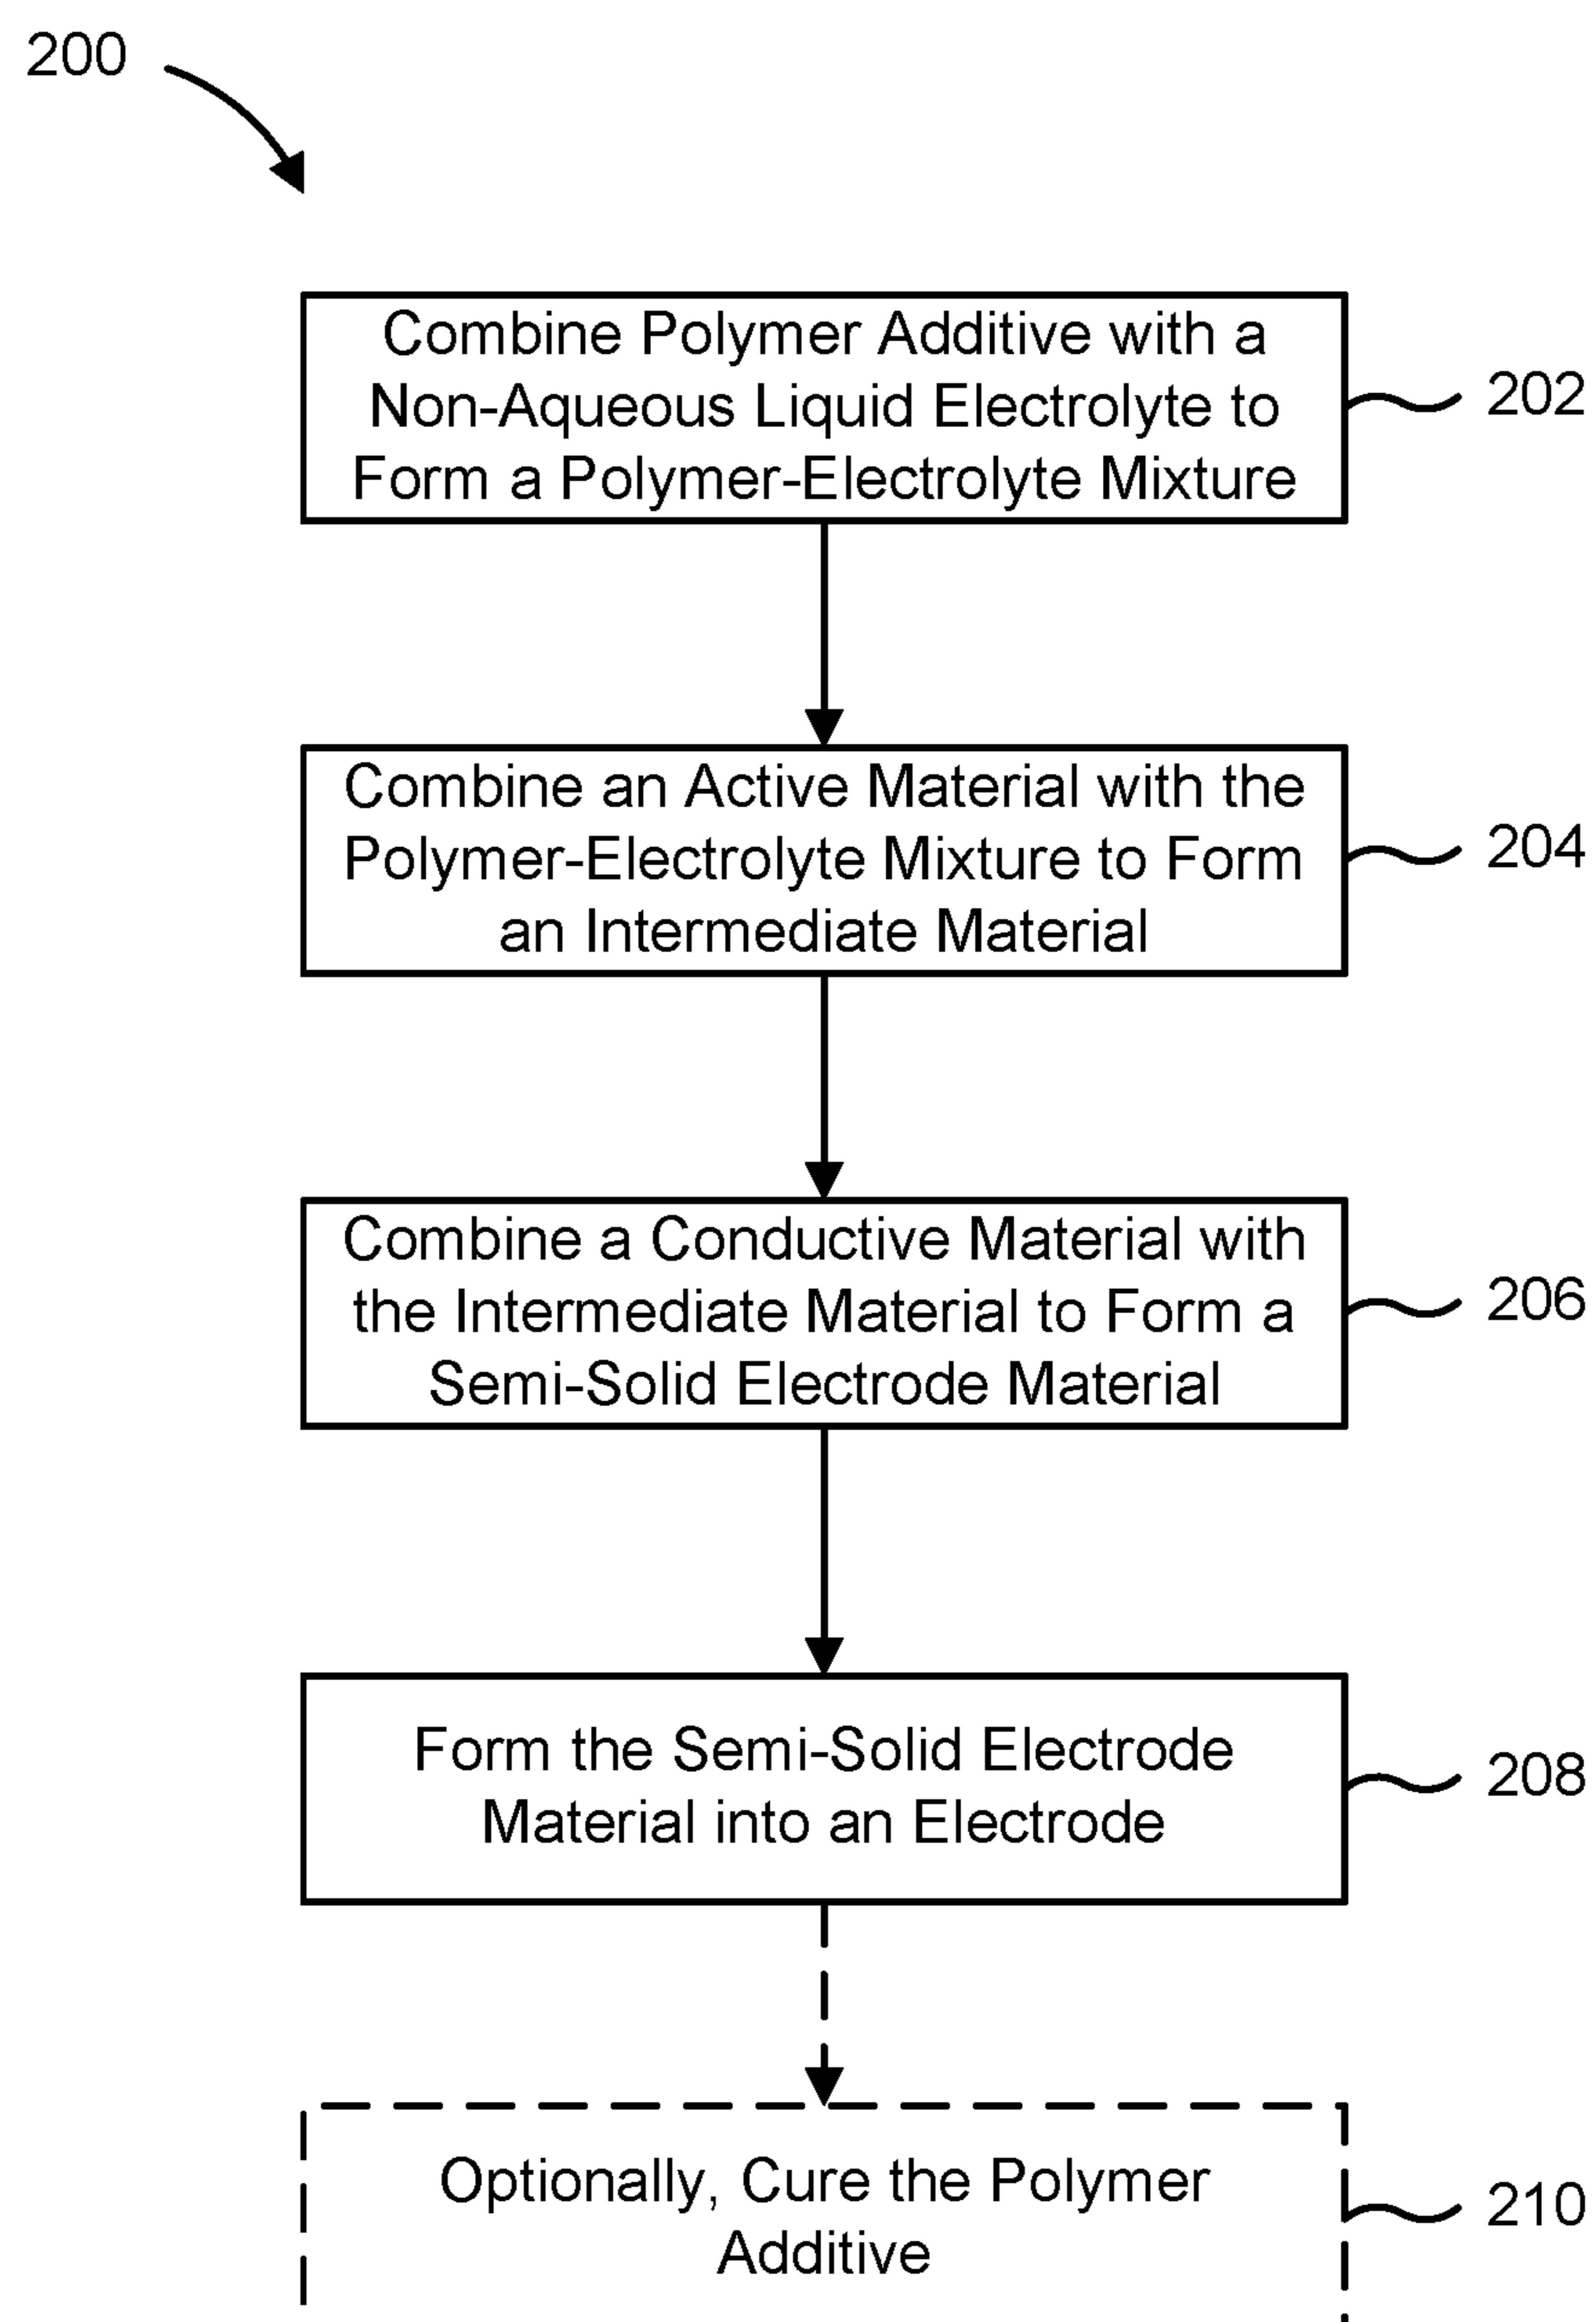 200
Combine Polymer Additive with a
Non-Aqueous Liquid Electrolyte to
Form a Polymer-Electrolyte Mixture
202
Combine an Active Material with the
Polymer-Electrolyte Mixture to Form
an Intermediate Material
204
Combine a Conductive Material with
the Intermediate Material to Form a
Semi-Solid Electrode Material
206
Form the Semi-Solid Electrode
Material into an Electrode
208
Optionally, Cure the Polymer
Additive
210